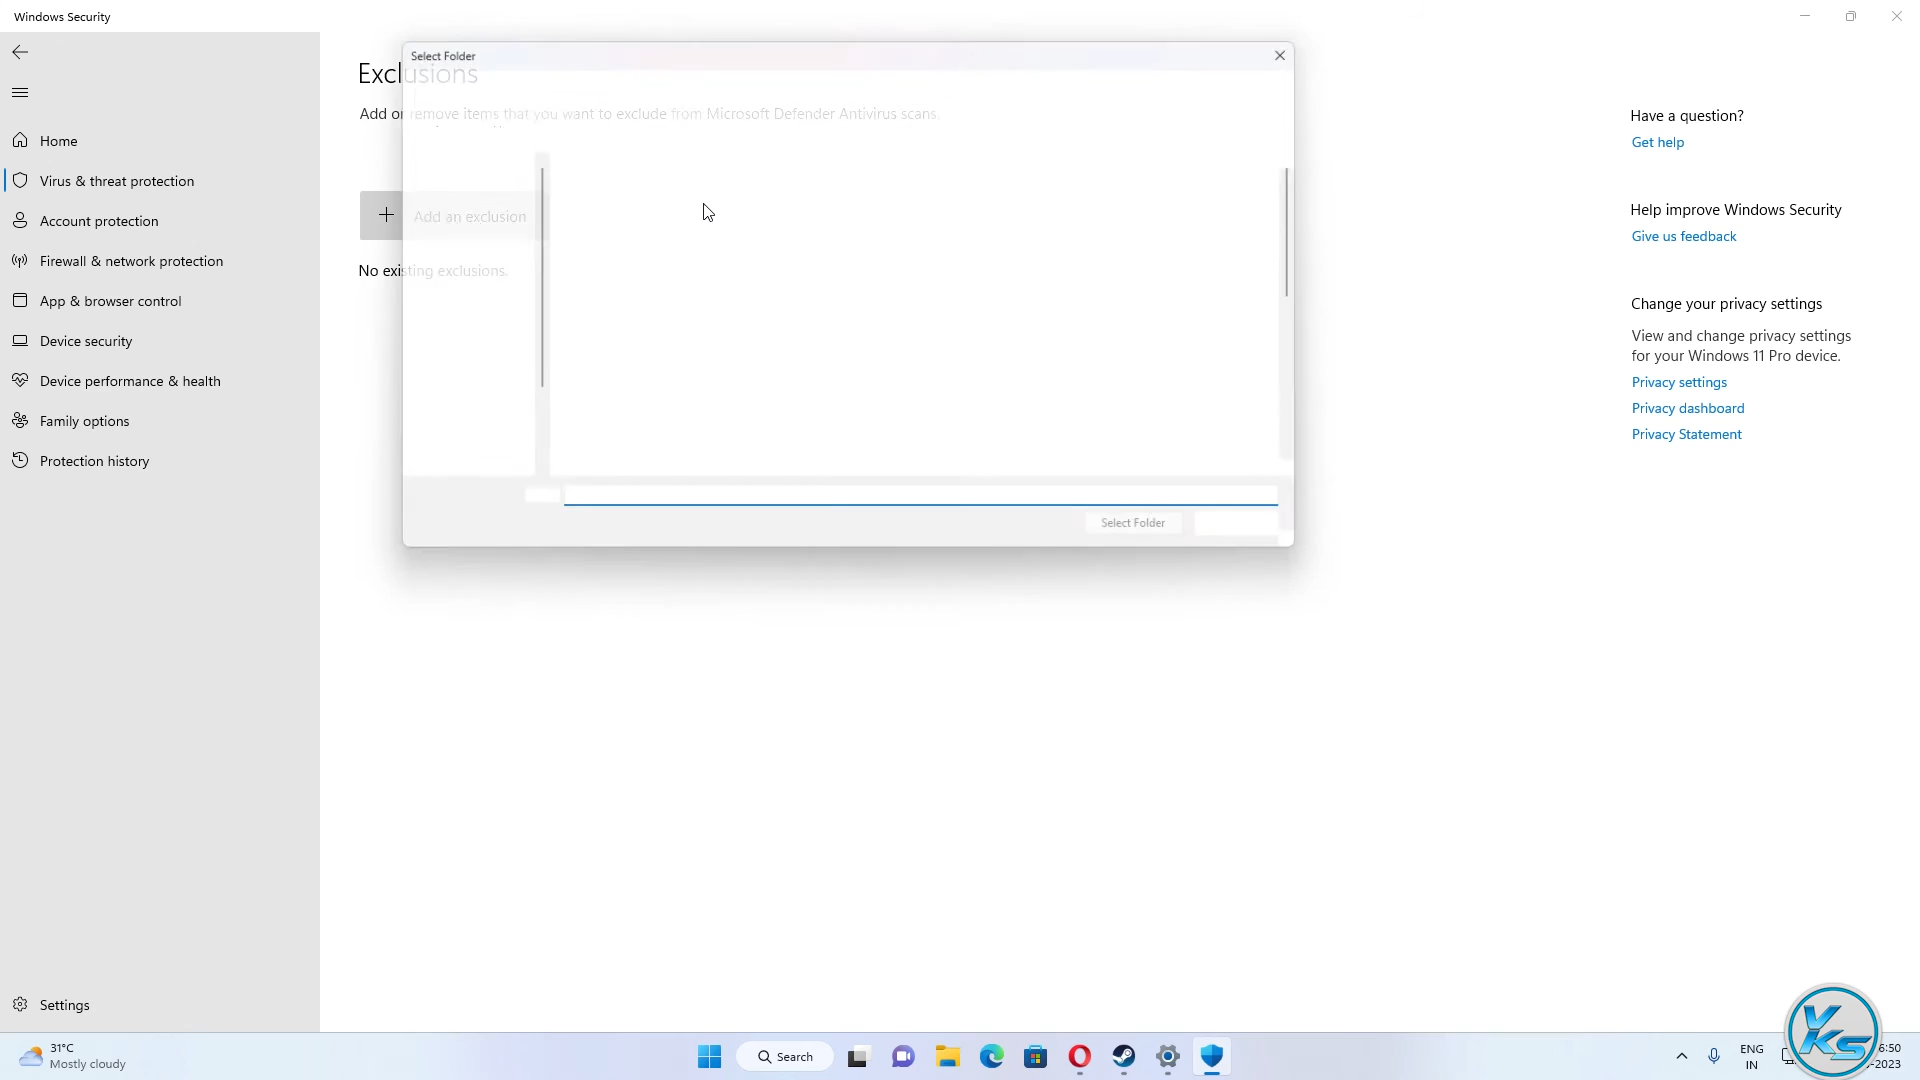 Windows Security
Select Folder
Exclusions
Add or remove items that you want to exclude from Microsoft Defender Antivirus scans.
Add an exclusion
No existing exclusions.
Select Folder
Home
Virus & threat protection
Account protection
Firewall & network protection
App & browser control
Device security
Device performance & health
Family options
Protection history
Settings
Have a question?
Get help
Help improve Windows Security
Give us feedback
Change your privacy settings
View and change privacy settings
for your Windows 11 Pro device.
Privacy settings
Privacy dashboard
Privacy Statement
31°C
Mostly cloudy
Search
ENG
IN
6:50
-2023
YKS